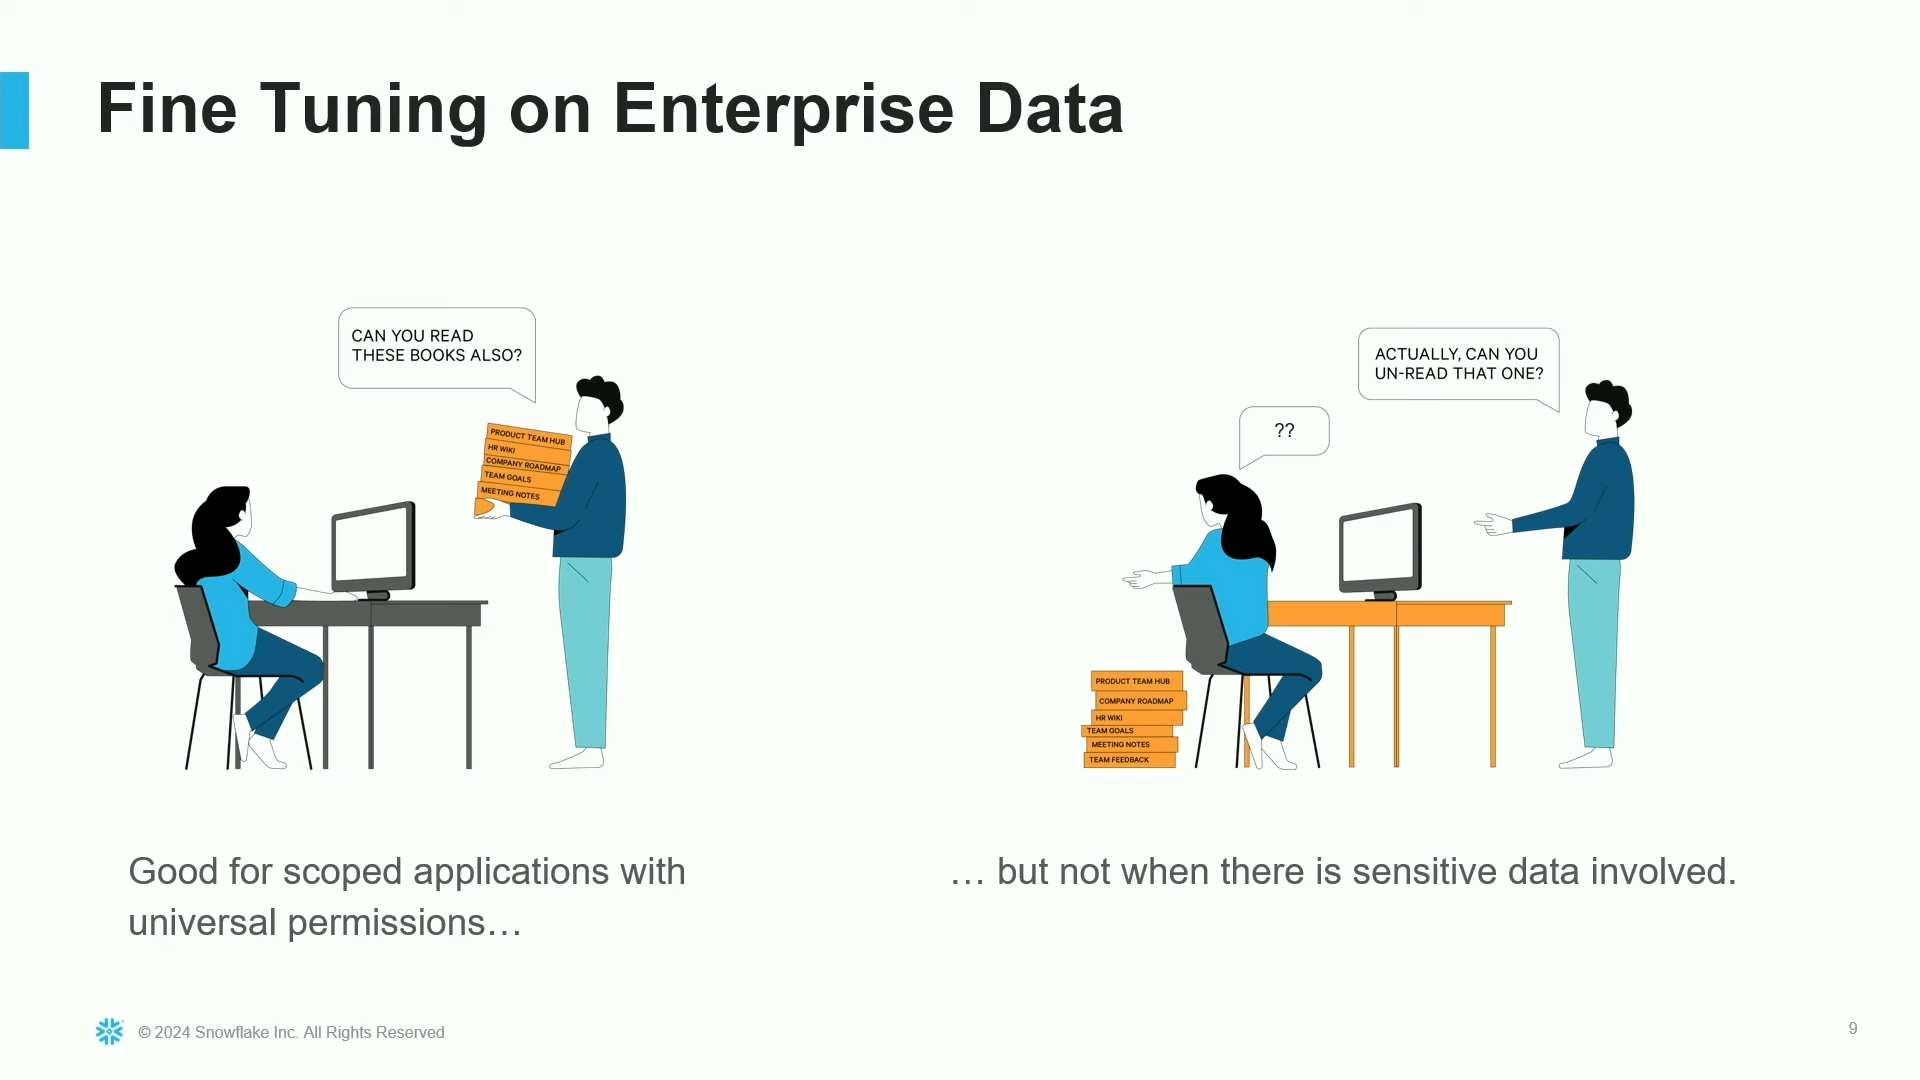 Fine Tuning on Enterprise Data
CAN YOU READ
THESE BOOKS ALSO?
PRODUCT TEAM HUB
HR WIKI
COMPANY ROADMAP
TEAM GOALS
MEETING NOTES
ACTUALLY, CAN YOU
UN-READ THAT ONE?
??
PRODUCT TEAM HUB
COMPANY ROADMAP
HR WIKI
TEAM GOALS
MEETING NOTES
TEAM FEEDBACK
Good for scoped applications with
universal permissions…
… but not when there is sensitive data involved.
© 2024 Snowflake Inc. All Rights Reserved
9